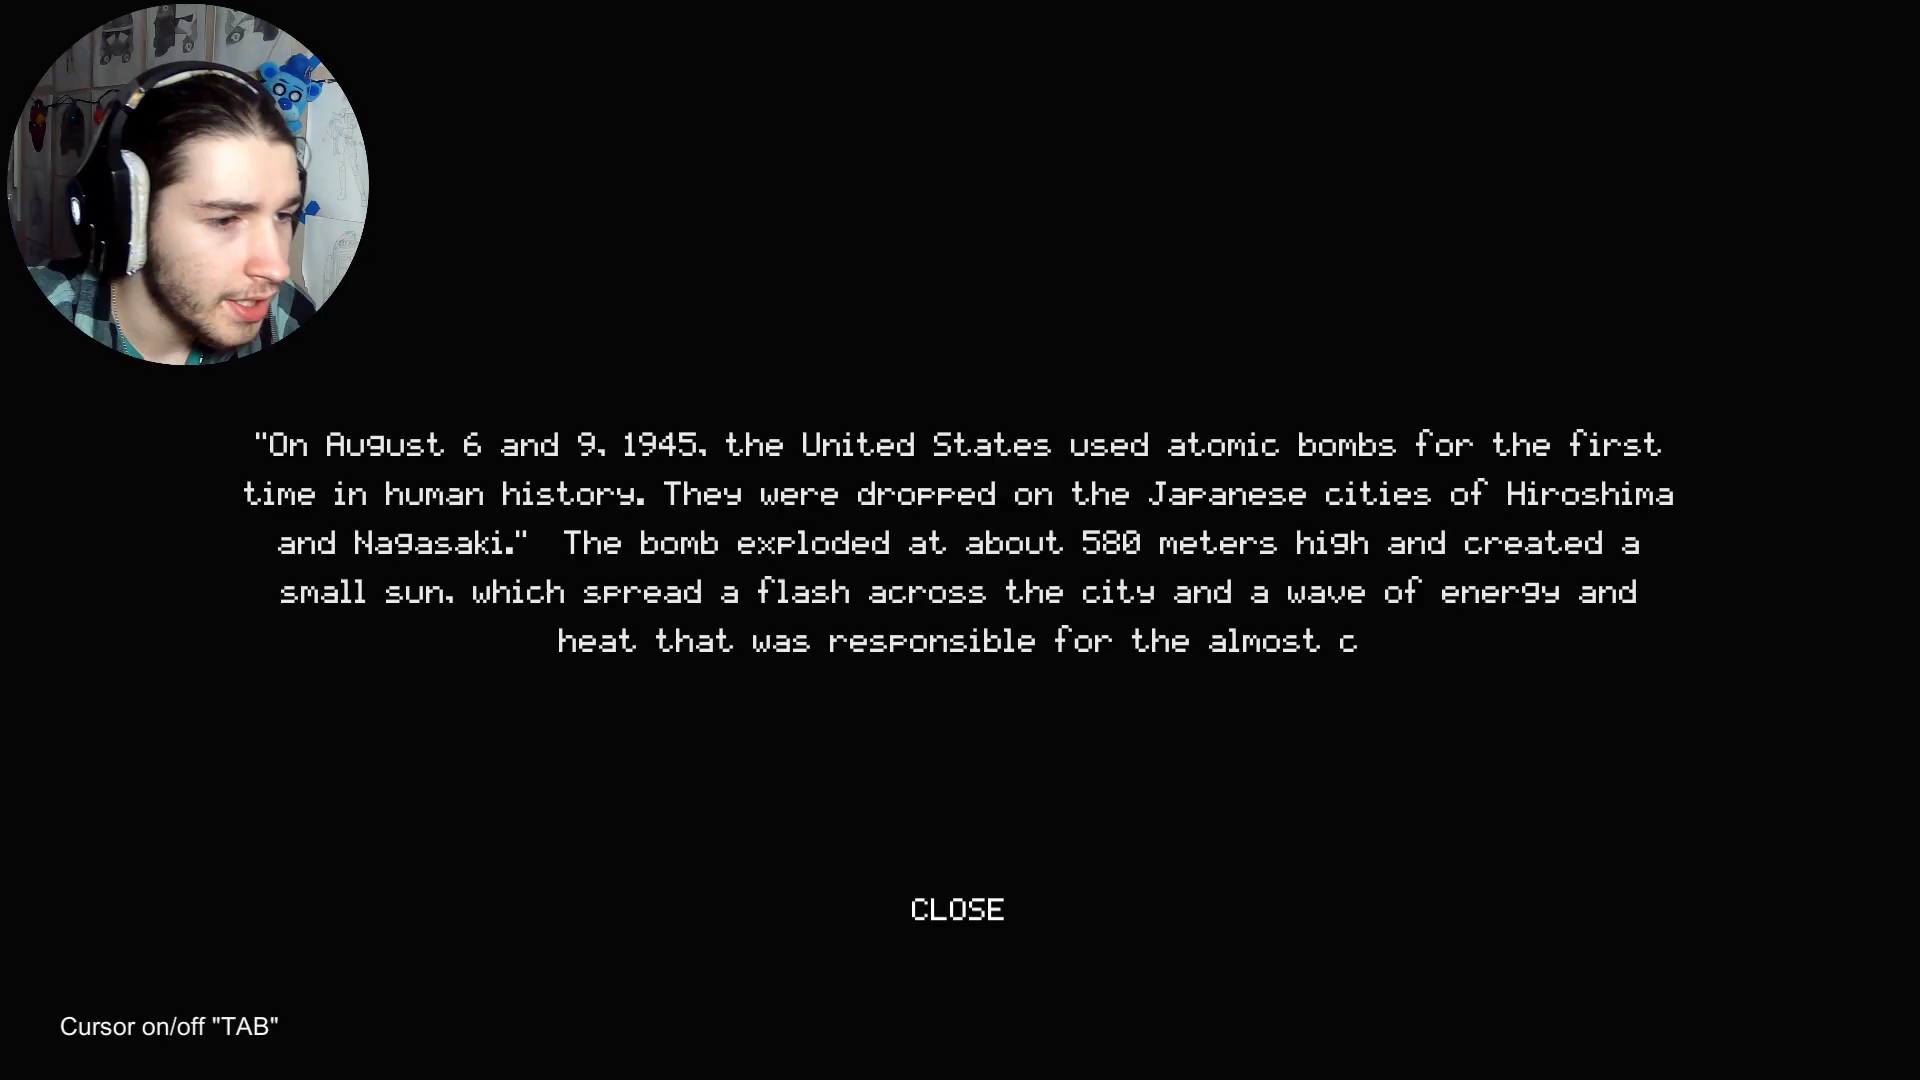 "On August 6 and 9, 1945, the United States used atomic bombs for the first
time in human history. They were dropped on the Japanese cities of Hiroshima
and Nagasaki."  The bomb exploded at about 580 meters high and created a
small sun, which spread a flash across the city and a wave of energy and
heat that was responsible for the almost c
CLOSE
Cursor on/off "TAB"